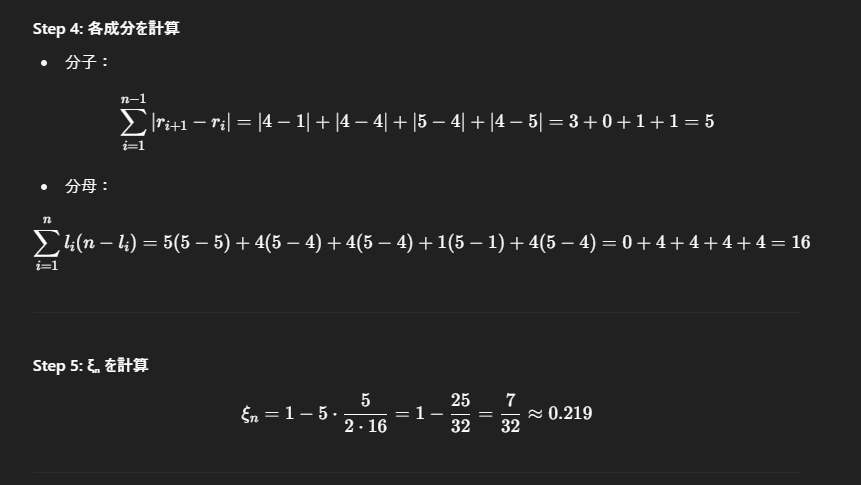 Step 4: 各成分を計算
• 分子：
\sum_{i=1}^{n-1} |r_{i+1} − r_i| = |4 − 1| + |4 − 4| + |5 − 4| + |4 − 5| = 3 + 0 + 1 + 1 = 5
• 分母：
\sum_{i=1}^{n} l_i(n − l_i) = 5(5 − 5) + 4(5 − 4) + 4(5 − 4) + 1(5 − 1) + 4(5 − 4) = 0 + 4 + 4 + 4 + 4 = 16
Step 5: ξₙ を計算
ξ_n = 1 − 5 · \frac{5}{2 · 16} = 1 − \frac{25}{32} = \frac{7}{32} ≈ 0.219